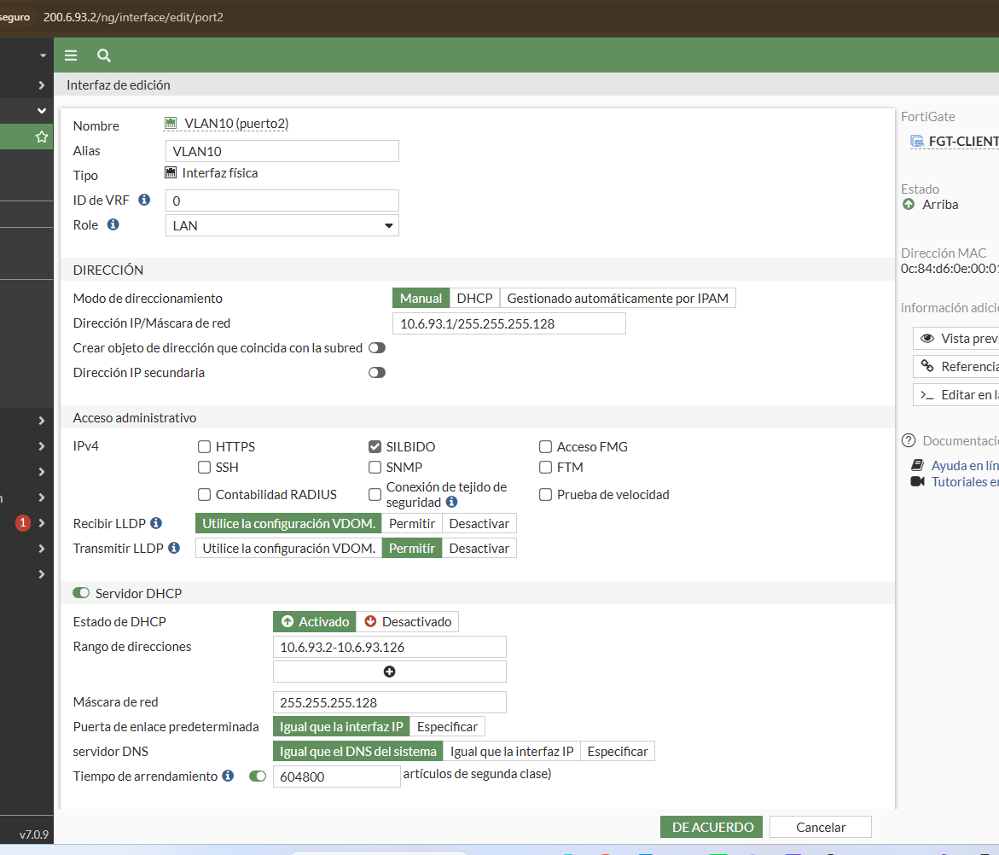 seguro 200.6.93.2/ng/interface/edit/port2
Interfaz de edición
Nombre VLAN10 (puerto2)
Alias VLAN10
Tipo Interfaz física
ID de VRF 0
Role LAN
DIRECCIÓN
Modo de direccionamiento Manual DHCP Gestionado automáticamente por IPAM
Dirección IP/Máscara de red 10.6.93.1/255.255.255.128
Crear objeto de dirección que coincida con la subred
Dirección IP secundaria
Acceso administrativo
IPv4 HTTPS SILBIDO Acceso FMG
SSH SNMP FTM
Contabilidad RADIUS Conexión de tejido de seguridad Prueba de velocidad
Recibir LLDP Utilice la configuración VDOM. Permitir Desactivar
Transmitir LLDP Utilice la configuración VDOM. Permitir Desactivar
Servidor DHCP
Estado de DHCP Activado Desactivado
Rango de direcciones 10.6.93.2-10.6.93.126
Máscara de red 255.255.255.128
Puerta de enlace predeterminada Igual que la interfaz IP Especificar
servidor DNS Igual que el DNS del sistema Igual que la interfaz IP Especificar
Tiempo de arrendamiento 604800 artículos de segunda clase)
DE ACUERDO Cancelar
FortiGate
FGT-CLIENT
Estado
Arriba
Dirección MAC
0c:84:d6:0e:00:01
información adici
Vista prev
Referencia
>_ Editar en l
Documentaci
Ayuda en lín
Tutoriales e
1
v7.0.9